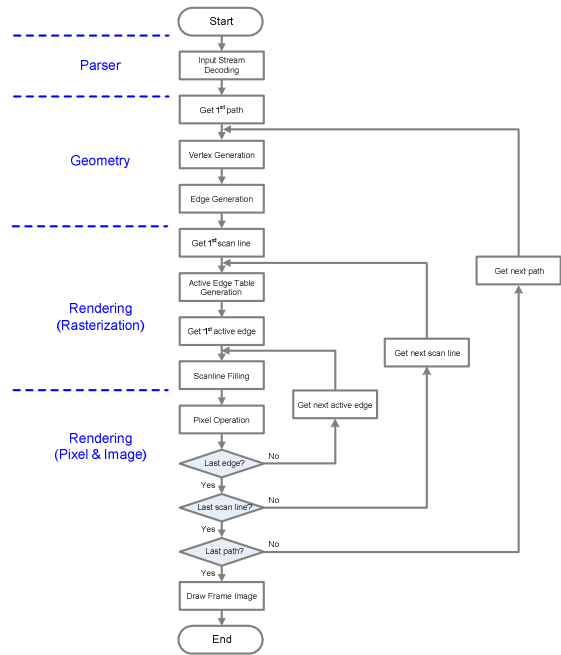 Start
Parser
Input Stream
Decoding
Get 1st path
Geometry
Vertex Generation
Edge Generation
Get 1st scan line
Get next path
Active Edge Table
Generation
Rendering
(Rasterization)
Get 1st active edge
Get next scan line
Scanline Filling
Get next active edge
Pixel Operation
Rendering
(Pixel & Image)
Last edge?
No
Yes
Last scan line?
No
Yes
Last path?
No
Yes
Draw Frame Image
End